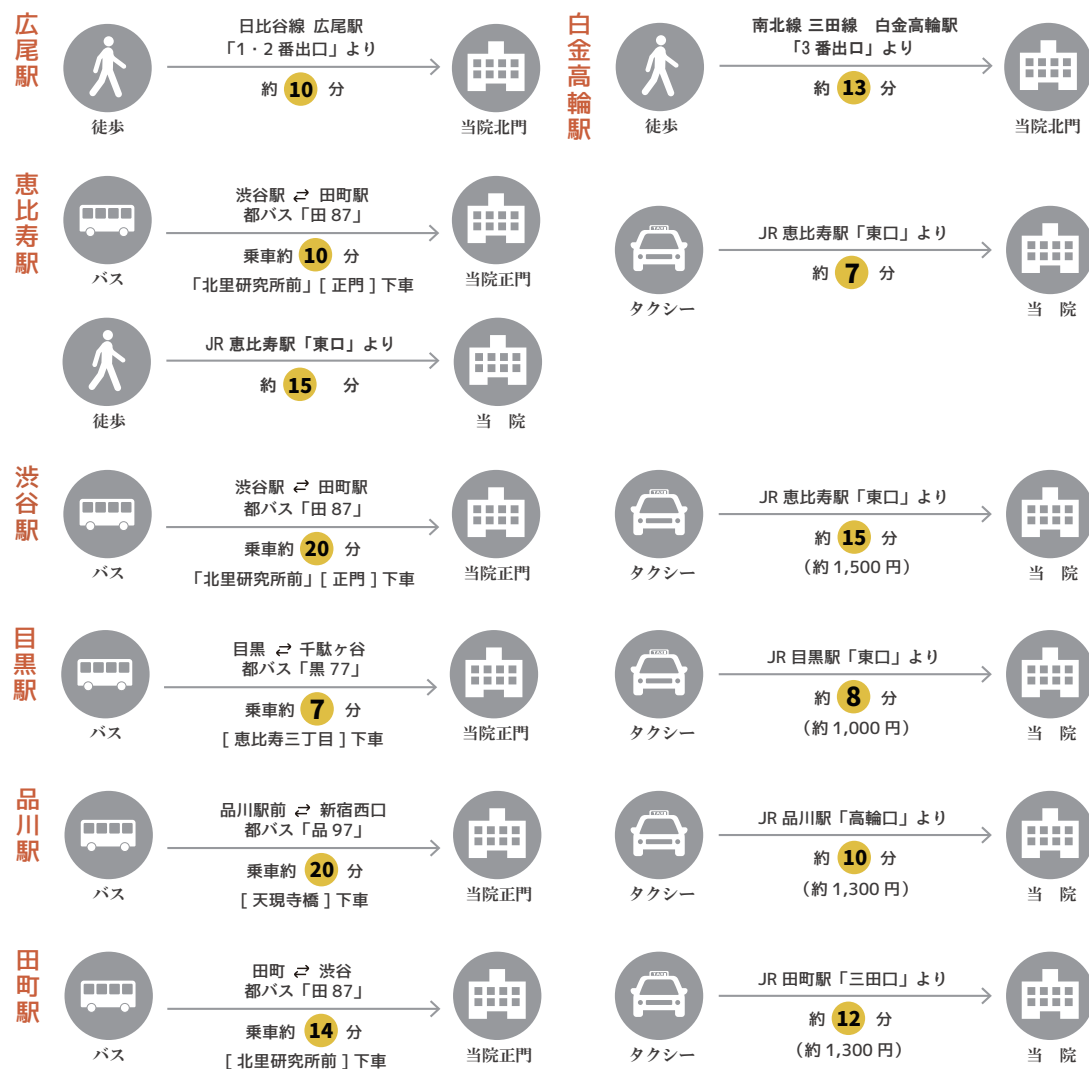 広尾駅
日比谷線 広尾駅
「1・2番出口」より
約 10 分
徒歩
当院北門
白金高輪駅
南北線 三田線 白金高輪駅
「3番出口」より
約 13 分
徒歩
当院北門
恵比寿駅
渋谷駅 ⇄ 田町駅
都バス「田 87」
乗車約 10 分
「北里研究所前」[ 正門 ] 下車
バス
当院正門
JR 恵比寿駅「東口」より
約 7 分
タクシー
当 院
JR 恵比寿駅「東口」より
約 15 分
徒歩
当 院
渋谷駅
渋谷駅 ⇄ 田町駅
都バス「田 87」
乗車約 20 分
「北里研究所前」[ 正門 ] 下車
バス
当院正門
TAXI
JR 恵比寿駅「東口」より
約 15 分
(約 1,500 円)
タクシー
当 院
目黒駅
目黒 ⇄ 千駄ヶ谷
都バス「黒 77」
乗車約 7 分
[ 恵比寿三丁目 ] 下車
バス
当院正門
TAXI
JR 目黒駅「東口」より
約 8 分
(約 1,000 円)
タクシー
当 院
品川駅
品川駅前 ⇄ 新宿西口
都バス「品 97」
乗車約 20 分
[ 天現寺橋 ] 下車
バス
当院正門
TAXI
JR 品川駅「高輪口」より
約 10 分
(約 1,300 円)
タクシー
当 院
田町駅
田町 ⇄ 渋谷
都バス「田 87」
乗車約 14 分
[ 北里研究所前 ] 下車
バス
当院正門
TAXI
JR 田町駅「三田口」より
約 12 分
(約 1,300 円)
タクシー
当 院